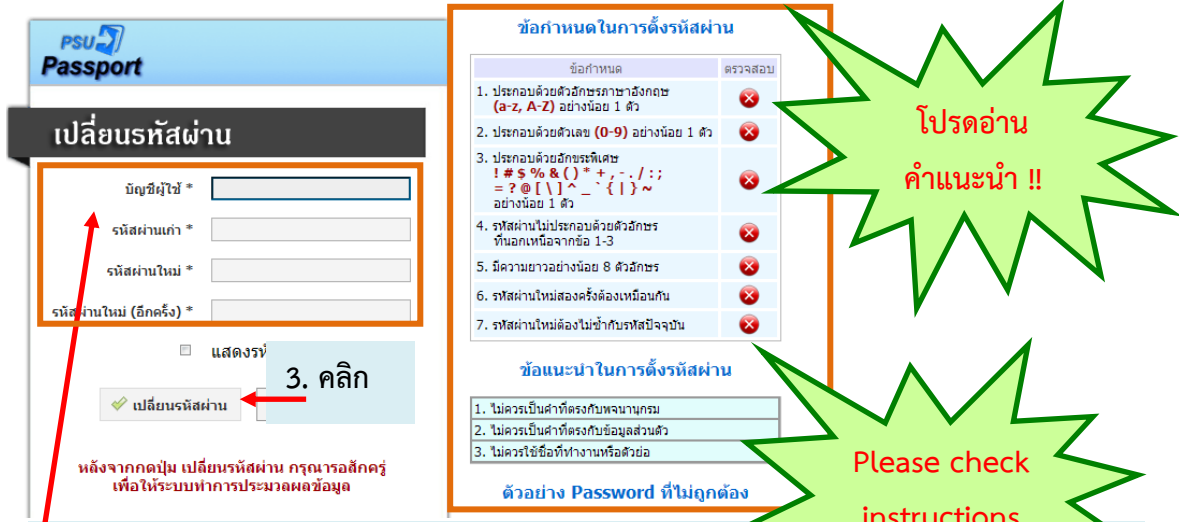 PSU
Passport
เปลี่ยนรหัสผ่าน
บัญชีผู้ใช้ *
รหัสผ่านเก่า *
รหัสผ่านใหม่ *
รหัสผ่านใหม่ (อีกครั้ง) *
แสดงรห
3. คลิก
เปลี่ยนรหัสผ่าน
หลังจากกดปุ่ม เปลี่ยนรหัสผ่าน กรุณารอสักครู่
เพื่อให้ระบบทำการประมวลผลข้อมูล
ข้อกำหนดในการตั้งรหัสผ่าน
ข้อกำหนด ตรวจสอบ
1. ประกอบด้วยตัวอักษรภาษาอังกฤษ
(a-z, A-Z) อย่างน้อย 1 ตัว
2. ประกอบด้วยตัวเลข (0-9) อย่างน้อย 1 ตัว
3. ประกอบด้วยอักขระพิเศษ
! # $ % & ( ) * + , - . / : ;
= ? @ [ \ ] ^ _ ` { | } ~
อย่างน้อย 1 ตัว
4. รหัสผ่านไม่ประกอบด้วยตัวอักษร
ที่นอกเหนือจากข้อ 1-3
5. มีความยาวอย่างน้อย 8 ตัวอักษร
6. รหัสผ่านใหม่สองครั้งต้องเหมือนกัน
7. รหัสผ่านใหม่ต้องไม่ซ้ำกับรหัสปัจจุบัน
ข้อแนะนำในการตั้งรหัสผ่าน
1. ไม่ควรเป็นคำที่ตรงกับพจนานุกรม
2. ไม่ควรเป็นคำที่ตรงกับข้อมูลส่วนตัว
3. ไม่ควรใช้ชื่อที่ทำงานหรือตัวย่อ
ตัวอย่าง Password ที่ไม่ถูกต้อง
โปรดอ่าน
คำแนะนำ !!
Please check
instructions